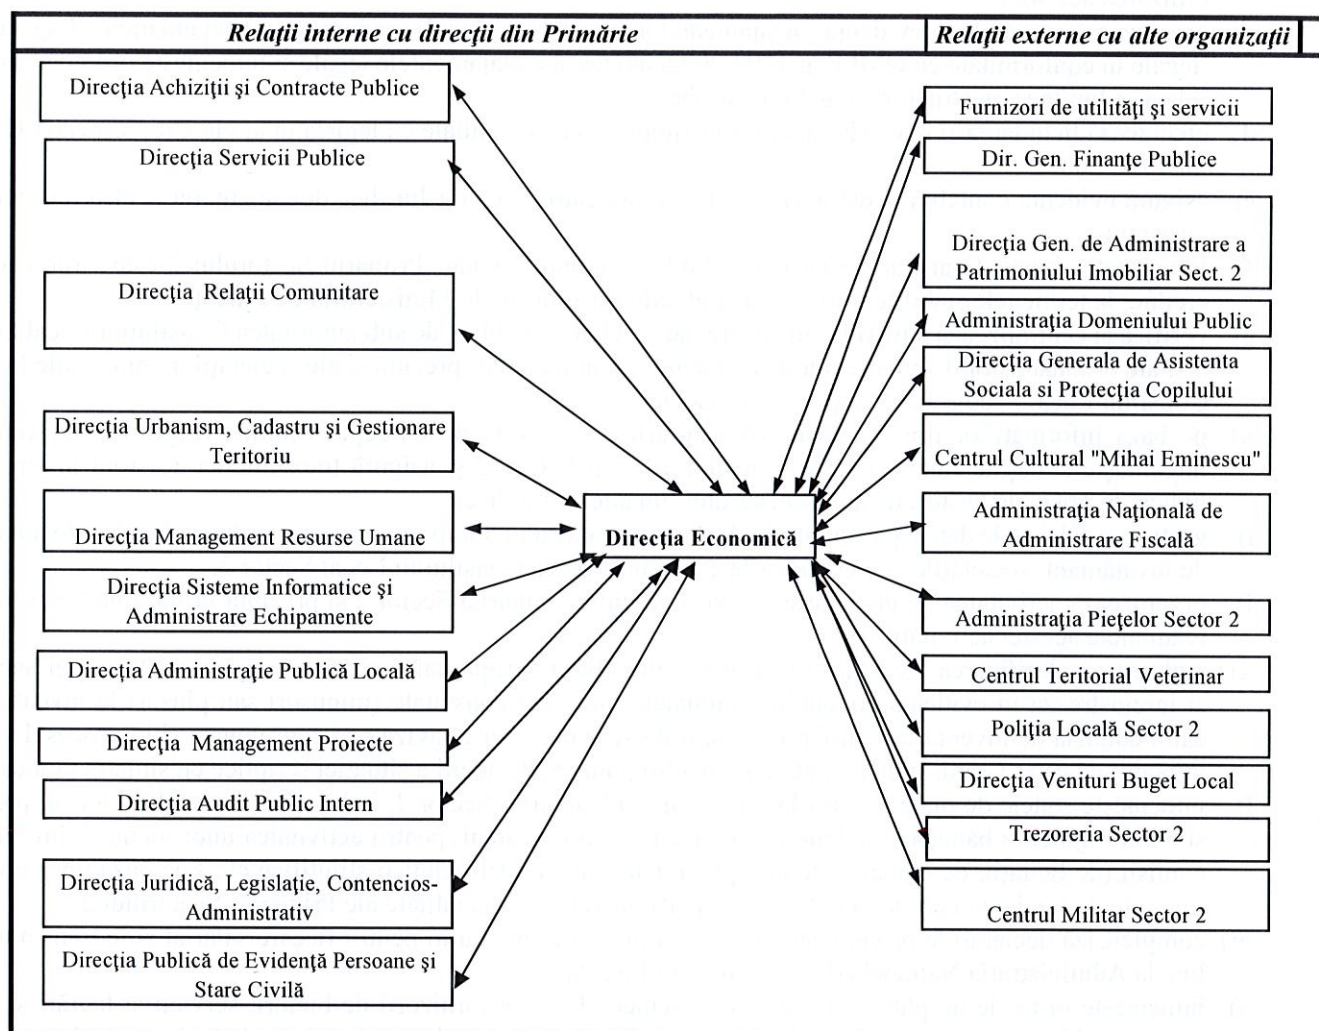 Relaţii interne cu direcţii din Primărie
Relaţii externe cu alte organizaţii
Direcţia Achiziţii şi Contracte Publice
Direcţia Servicii Publice
Direcţia Relaţii Comunitare
Direcţia Urbanism, Cadastru şi Gestionare
Teritoriu
Direcţia Management Resurse Umane
Direcţia Sisteme Informatice şi
Administrare Echipamente
Direcţia Administraţie Publică Locală
Direcţia Management Proiecte
Direcţia Audit Public Intern
Direcţia Juridică, Legislaţie, Contencios-
Administrativ
Direcţia Publică de Evidenţă Persoane şi
Stare Civilă
Direcţia Economică
Furnizori de utilităţi şi servicii
Dir. Gen. Finanţe Publice
Direcţia Gen. de Administrare a
Patrimoniului Imobiliar Sect. 2
Administraţia Domeniului Public
Direcţia Generala de Asistenta
Sociala si Protecţia Copilului
Centrul Cultural "Mihai Eminescu"
Administraţia Naţională de
Administrare Fiscală
Administraţia Pieţelor Sector 2
Centrul Teritorial Veterinar
Poliţia Locală Sector 2
Direcţia Venituri Buget Local
Trezoreria Sector 2
Centrul Militar Sector 2